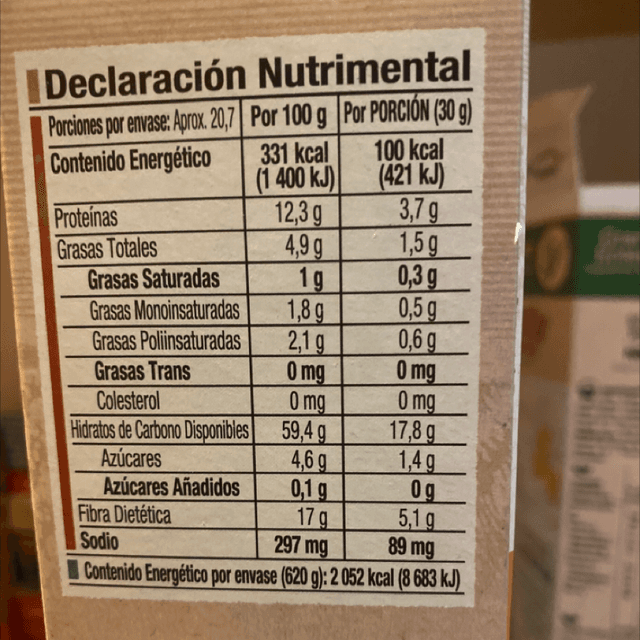 Declaración Nutrimental
Porciones por envase: Aprox. 20,7 Por 100 g Por PORCIÓN (30 g)
Contenido Energético 331 kcal 100 kcal
(1 400 kJ) (421 kJ)
Proteínas 12,3 g 3,7 g
Grasas Totales 4,9 g 1,5 g
Grasas Saturadas 1 g 0,3 g
Grasas Monoinsaturadas 1,8 g 0,5 g
Grasas Poliinsaturadas 2,1 g 0,6 g
Grasas Trans 0 mg 0 mg
Colesterol 0 mg 0 mg
Hidratos de Carbono Disponibles 59,4 g 17,8 g
Azúcares 4,6 g 1,4 g
Azúcares Añadidos 0,1 g 0 g
Fibra Dietética 17 g 5,1 g
Sodio 297 mg 89 mg
Contenido Energético por envase (620 g): 2 052 kcal (8 683 kJ)